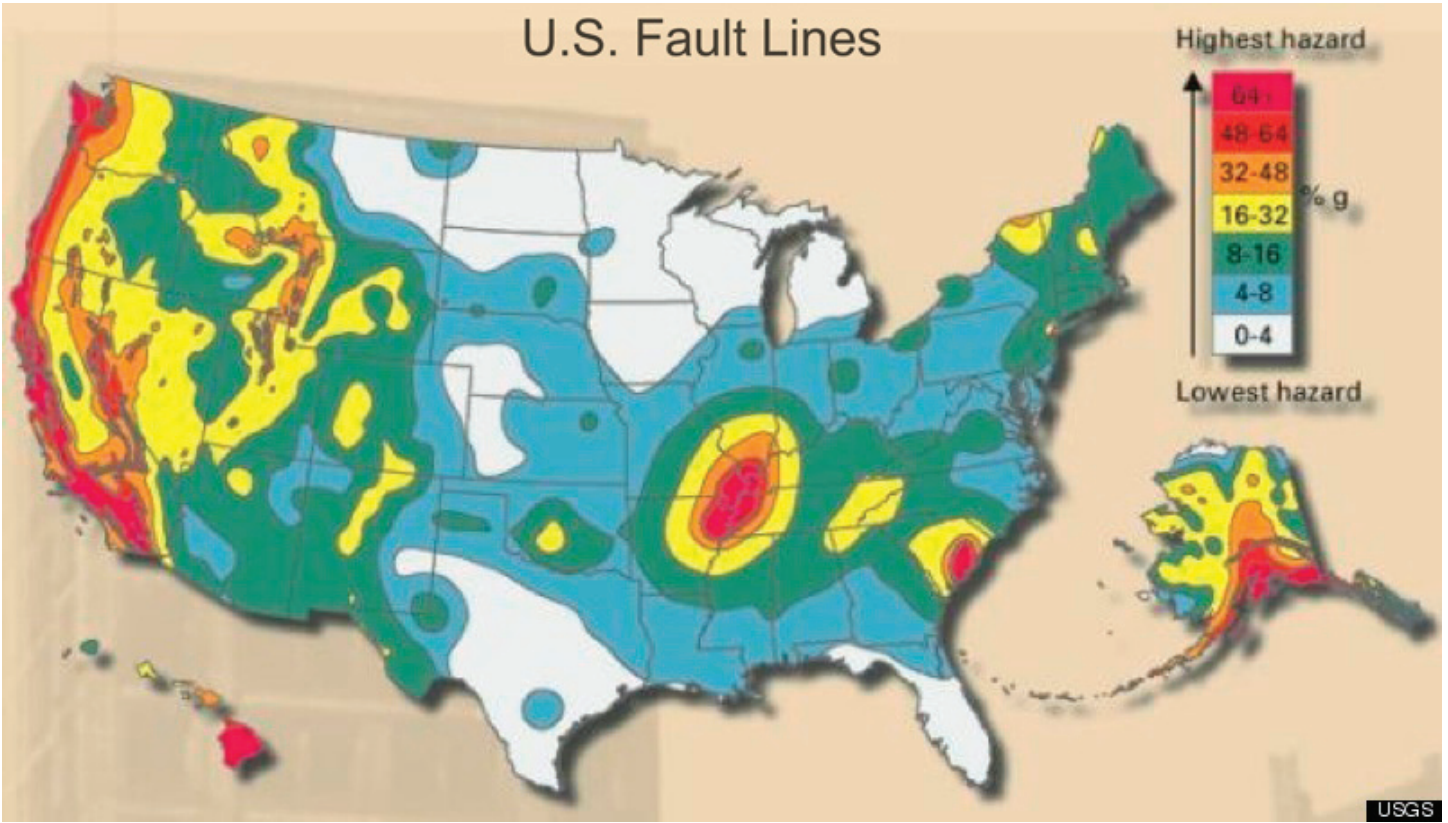 U.S. Fault Lines
Highest hazard
64+
48-64
32-48
16-32
8-16
4-8
0-4
% g
Lowest hazard
USGS